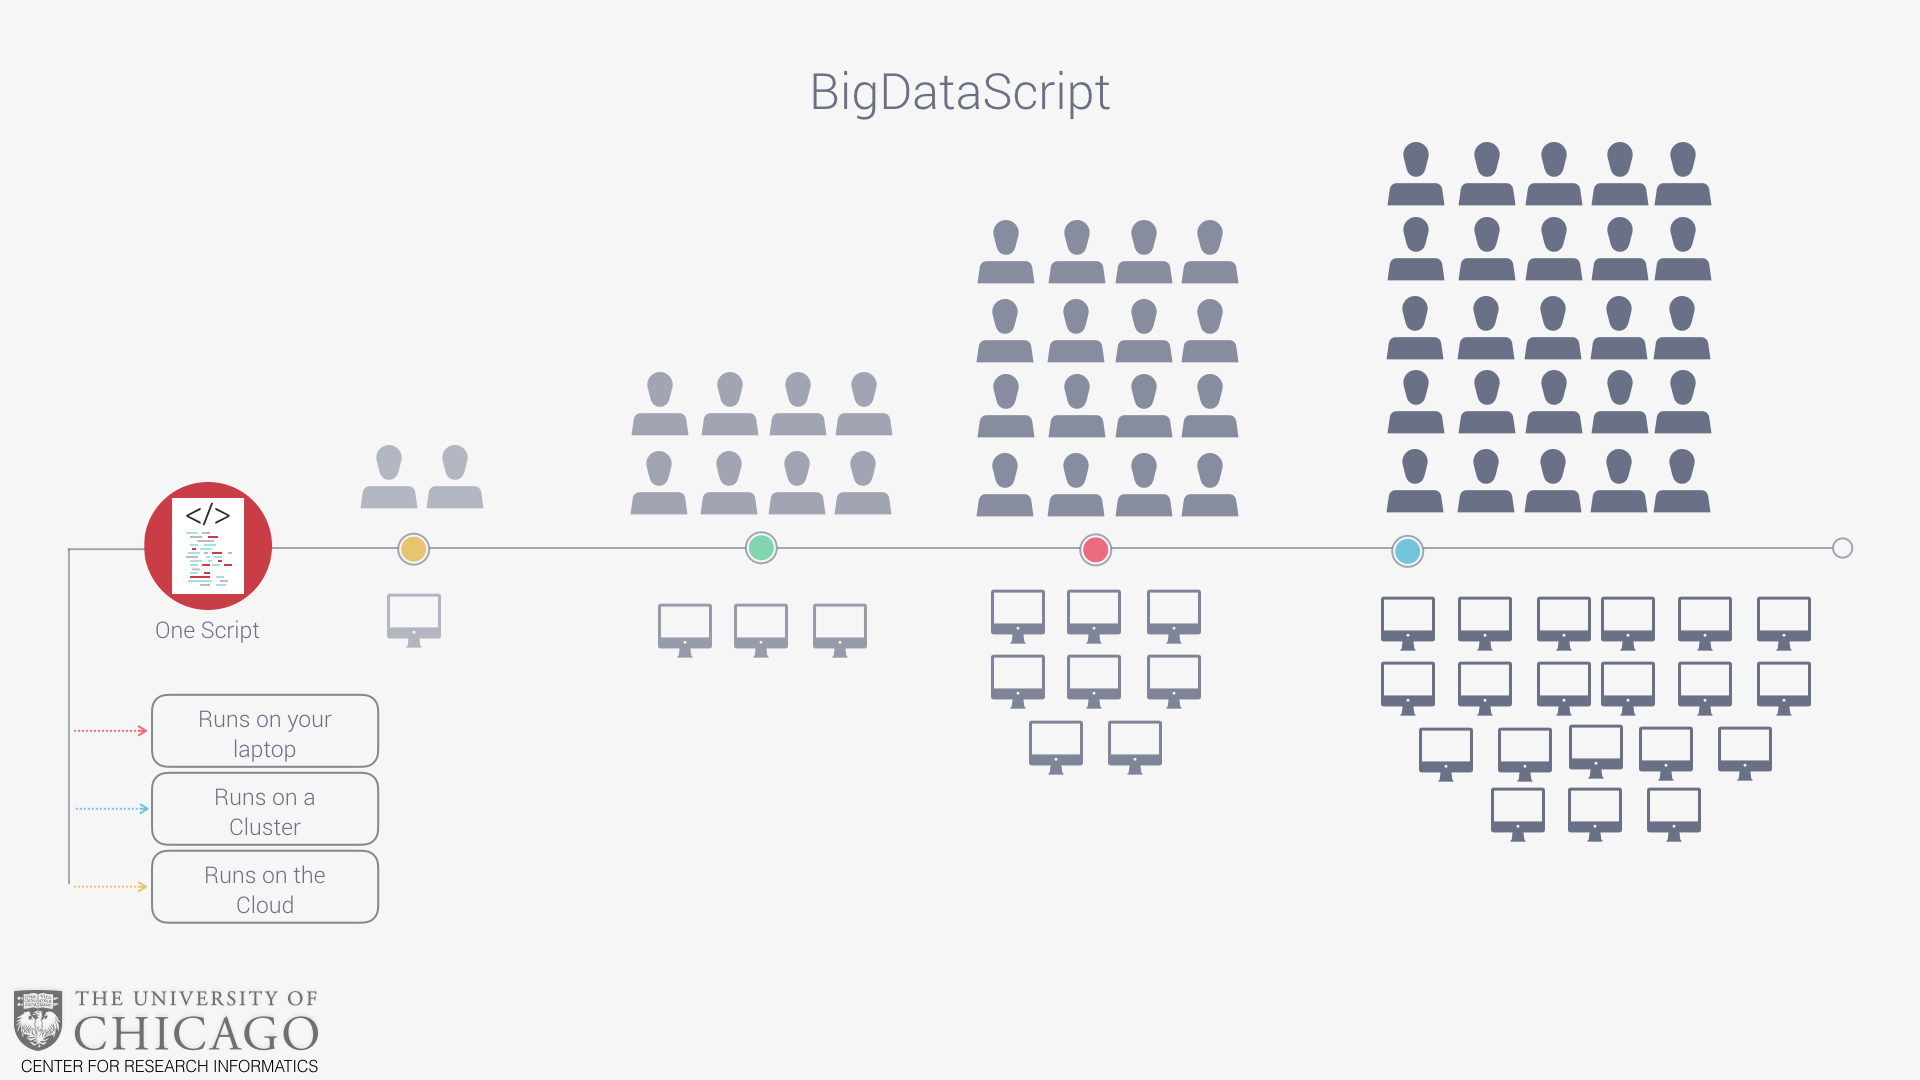 BigDataScript
</>
One Script
Runs on your
laptop
Runs on a
Cluster
Runs on the
Cloud
THE UNIVERSITY OF
CHICAGO
CENTER FOR RESEARCH INFORMATICS